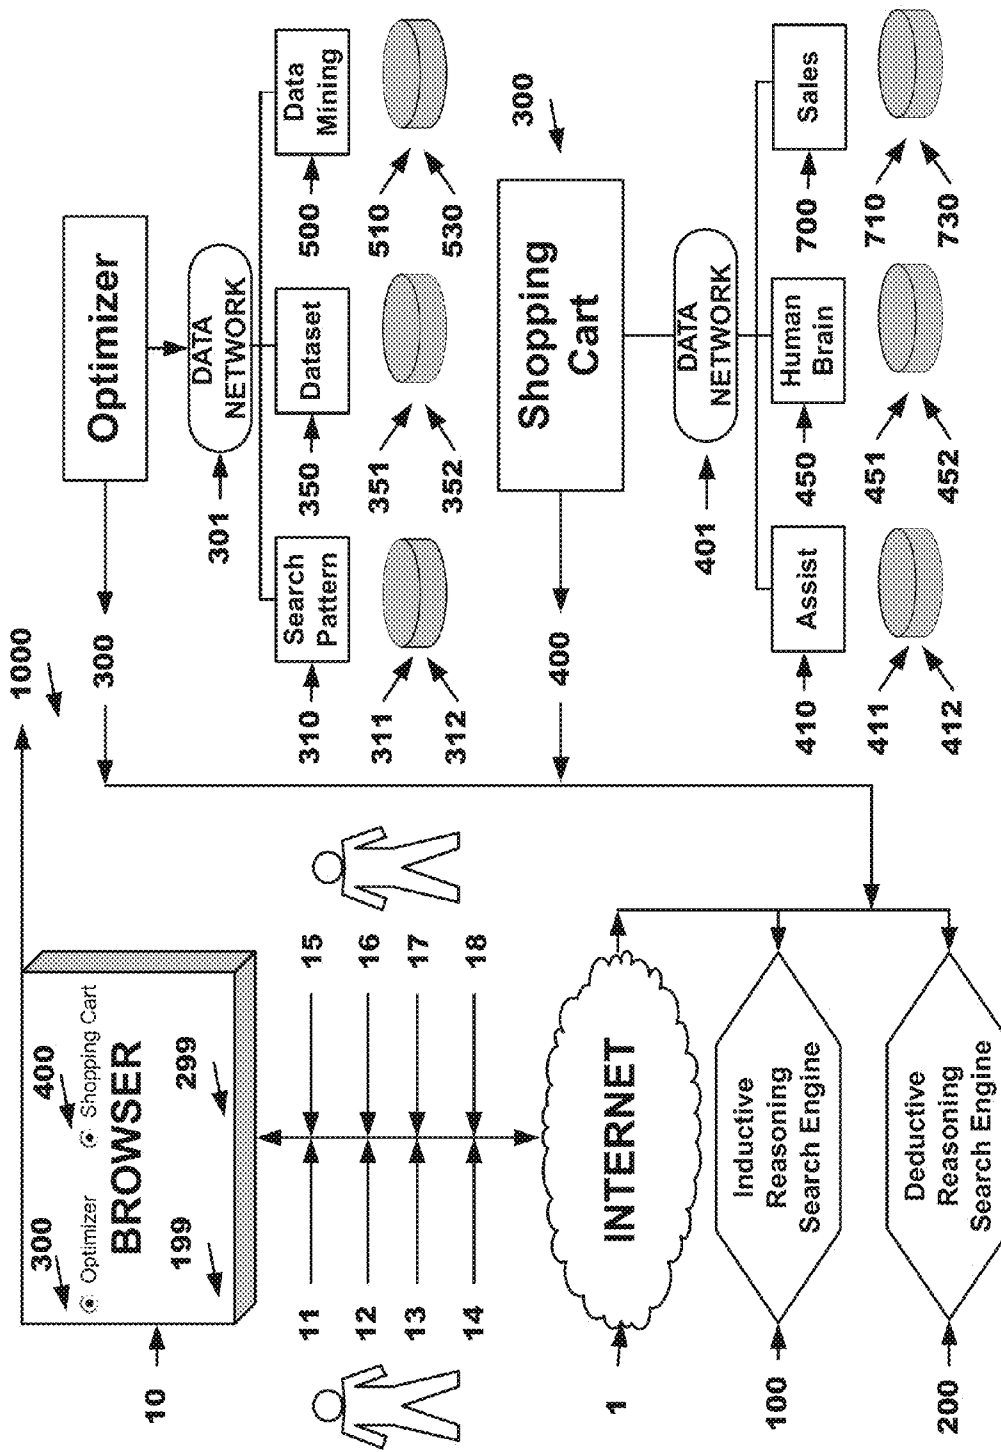 1000
300
400
Optimizer
Shopping Cart
BROWSER
199
299
10
11
12
13
14
15
16
17
18
1
INTERNET
100
Inductive
Reasoning
Search Engine
200
Deductive
Reasoning
Search Engine
300
Optimizer
301
DATA
NETWORK
310
Search
Pattern
350
Dataset
500
Data
Mining
311
312
351
352
510
530
400
Shopping
Cart
300
401
DATA
NETWORK
410
Assist
450
Human
Brain
700
Sales
411
412
451
452
710
730